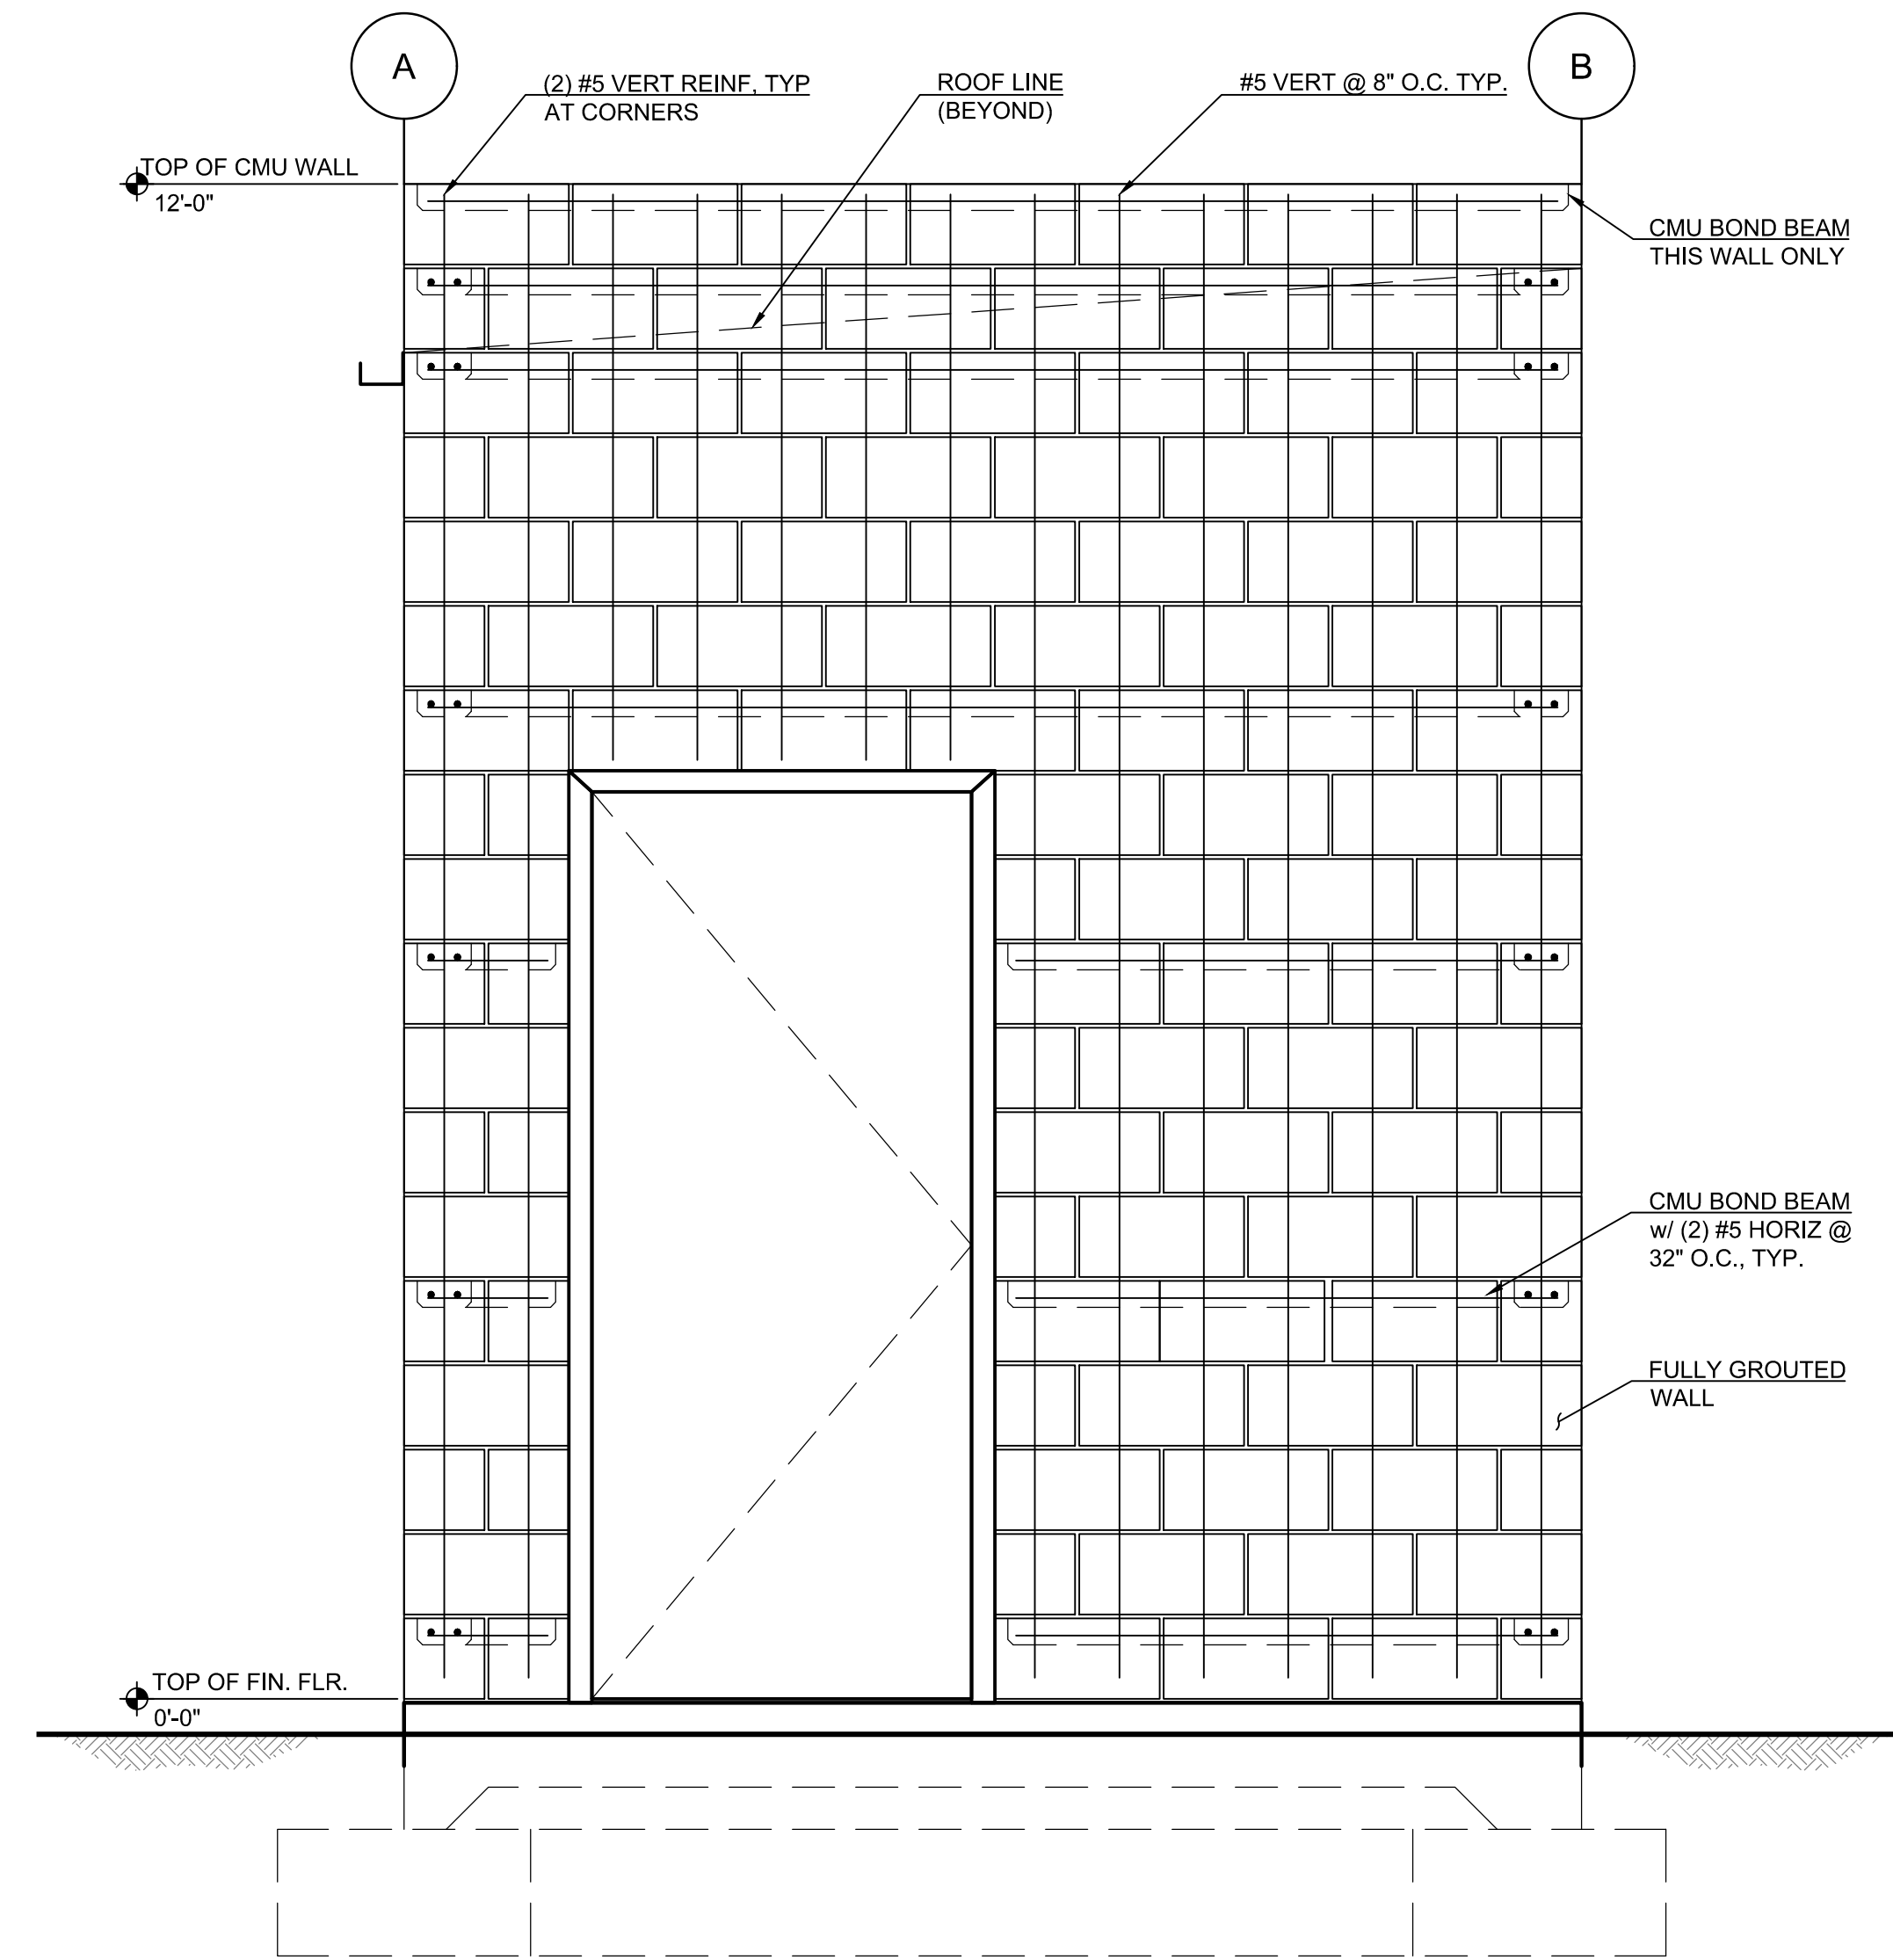 A
B
(2) #5 VERT REINF, TYP
AT CORNERS
ROOF LINE
(BEYOND)
#5 VERT @ 8" O.C. TYP.
TOP OF CMU WALL
12'-0"
CMU BOND BEAM
THIS WALL ONLY
CMU BOND BEAM
w/ (2) #5 HORIZ @
32" O.C., TYP.
FULLY GROUTED
WALL
TOP OF FIN. FLR.
0'-0"